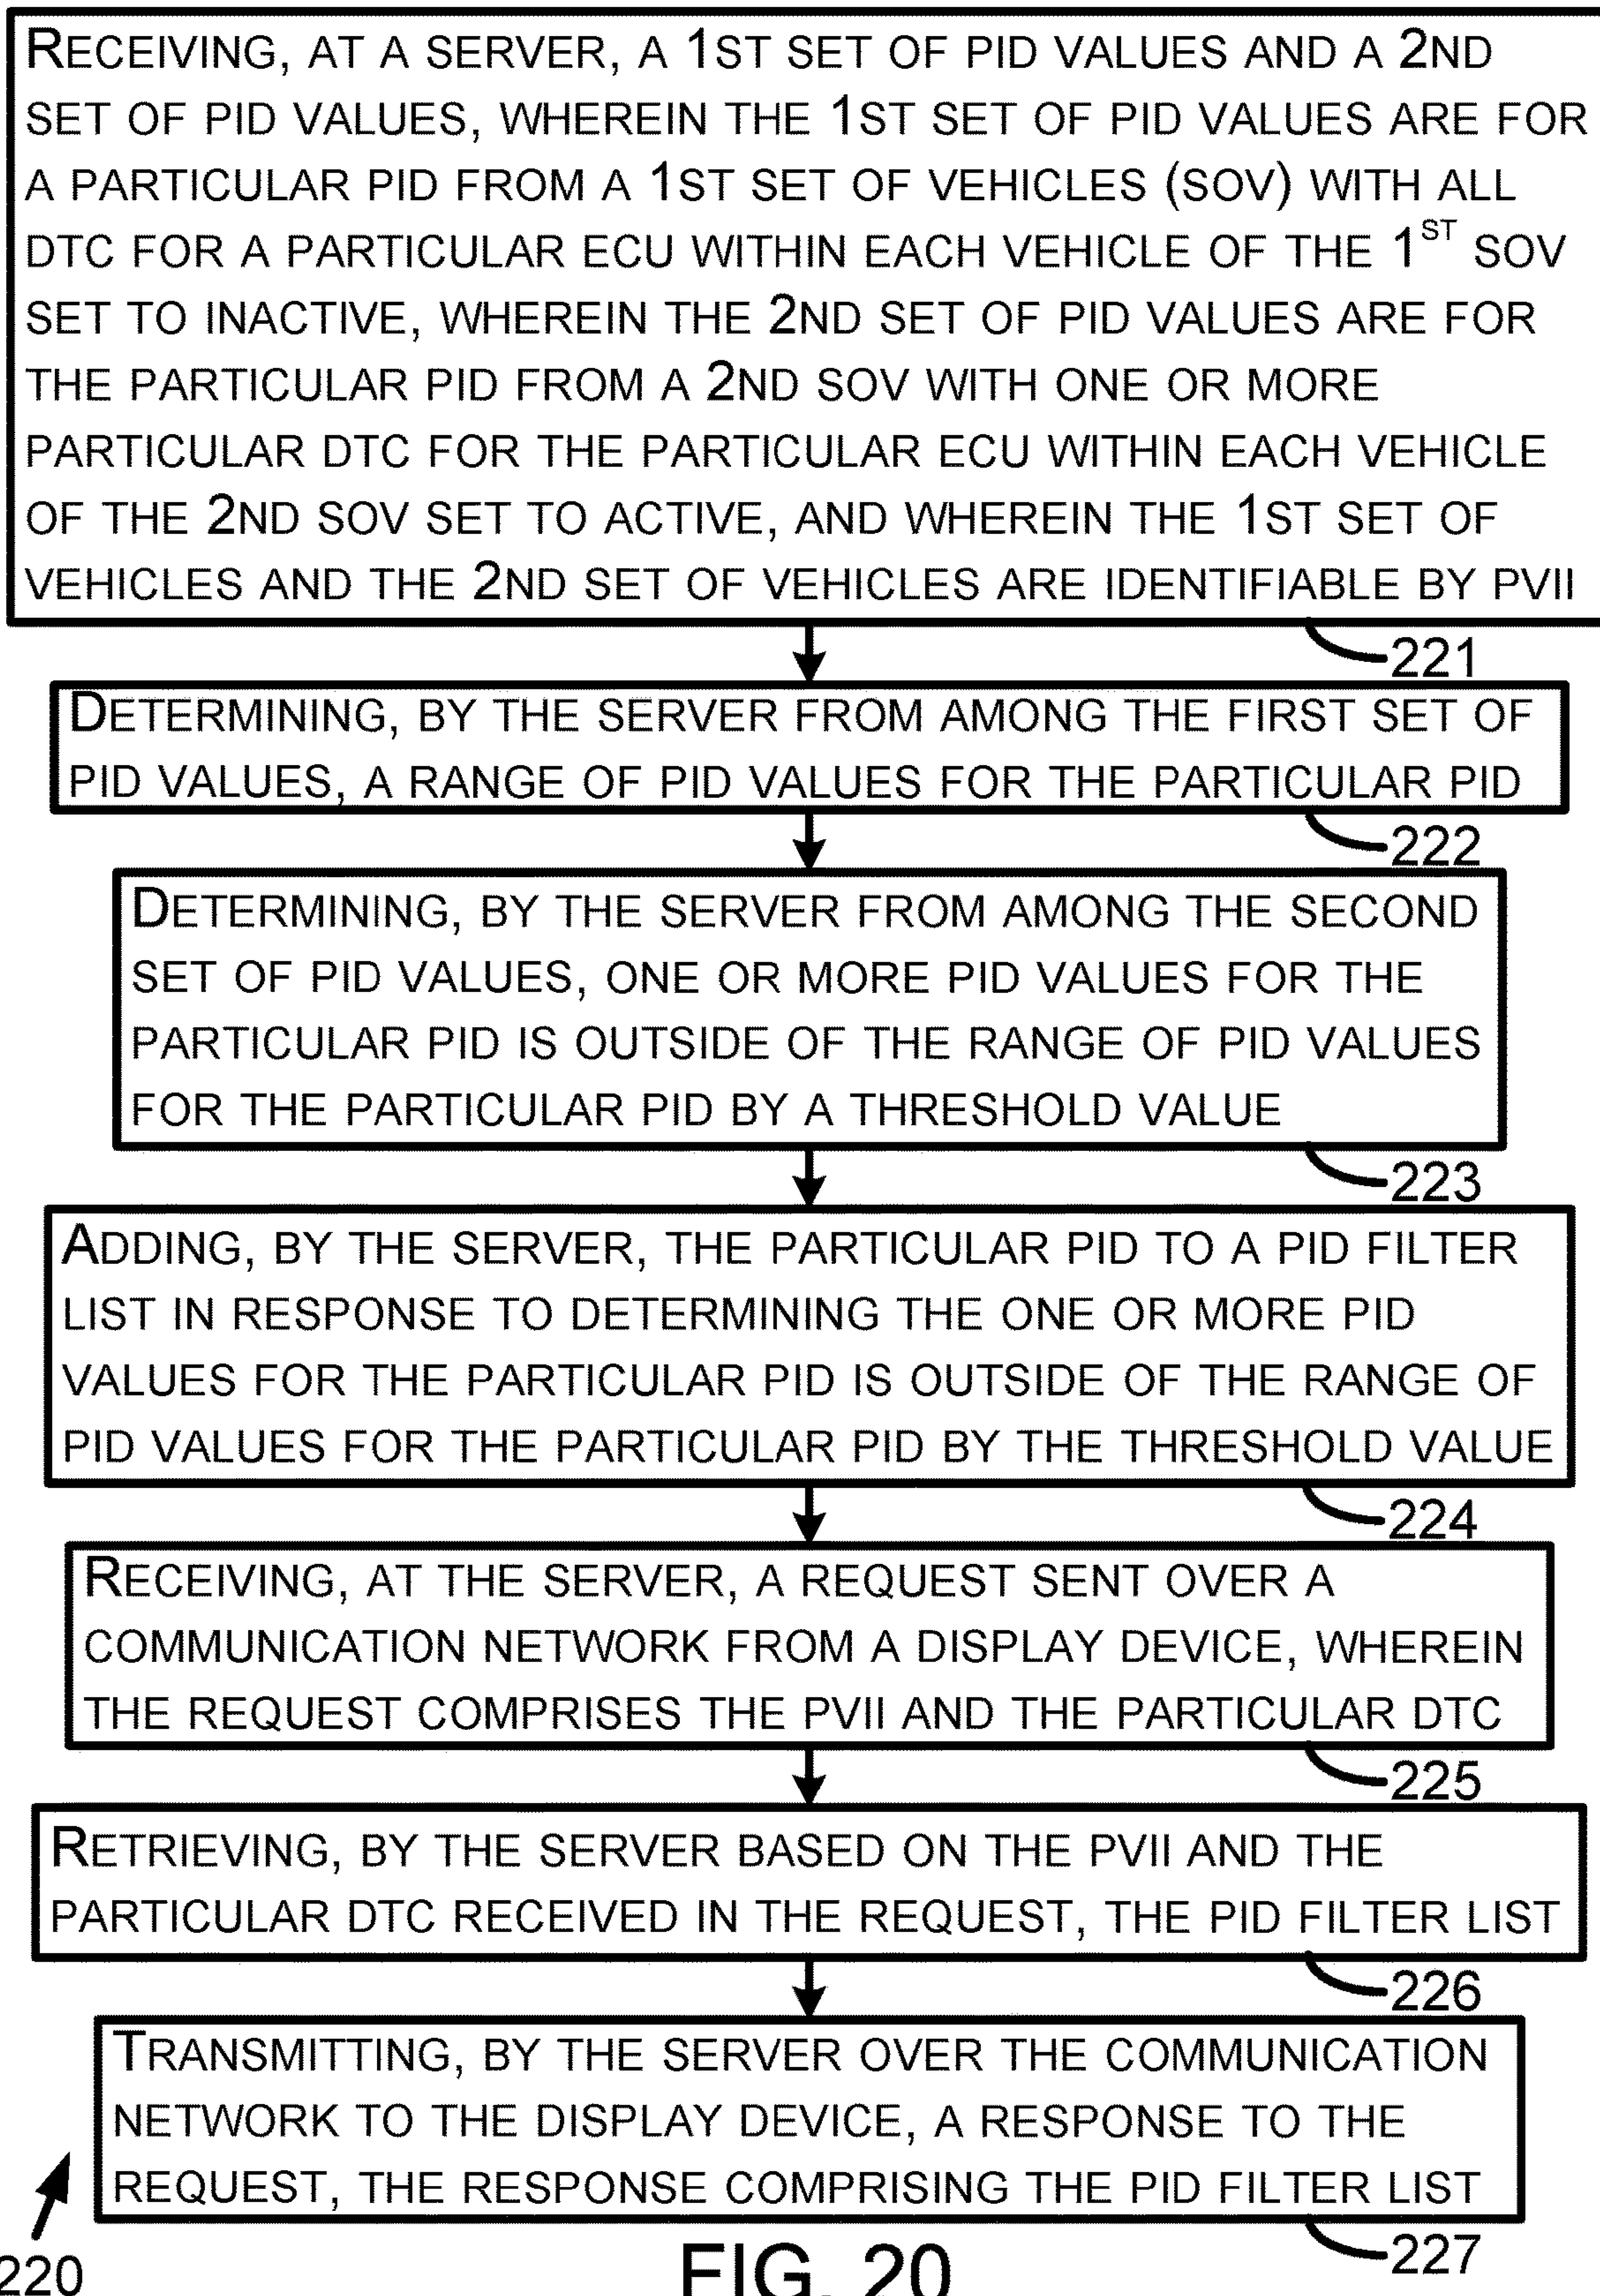 RECEIVING, AT A SERVER, A 1ST SET OF PID VALUES AND A 2ND
SET OF PID VALUES, WHEREIN THE 1ST SET OF PID VALUES ARE FOR
A PARTICULAR PID FROM A 1ST SET OF VEHICLES (SOV) WITH ALL
DTC FOR A PARTICULAR ECU WITHIN EACH VEHICLE OF THE 1ST SOV
SET TO INACTIVE, WHEREIN THE 2ND SET OF PID VALUES ARE FOR
THE PARTICULAR PID FROM A 2ND SOV WITH ONE OR MORE
PARTICULAR DTC FOR THE PARTICULAR ECU WITHIN EACH VEHICLE
OF THE 2ND SOV SET TO ACTIVE, AND WHEREIN THE 1ST SET OF
VEHICLES AND THE 2ND SET OF VEHICLES ARE IDENTIFIABLE BY PVII
221
DETERMINING, BY THE SERVER FROM AMONG THE FIRST SET OF
PID VALUES, A RANGE OF PID VALUES FOR THE PARTICULAR PID
222
DETERMINING, BY THE SERVER FROM AMONG THE SECOND
SET OF PID VALUES, ONE OR MORE PID VALUES FOR THE
PARTICULAR PID IS OUTSIDE OF THE RANGE OF PID VALUES
FOR THE PARTICULAR PID BY A THRESHOLD VALUE
223
ADDING, BY THE SERVER, THE PARTICULAR PID TO A PID FILTER
LIST IN RESPONSE TO DETERMINING THE ONE OR MORE PID
VALUES FOR THE PARTICULAR PID IS OUTSIDE OF THE RANGE OF
PID VALUES FOR THE PARTICULAR PID BY THE THRESHOLD VALUE
224
RECEIVING, AT THE SERVER, A REQUEST SENT OVER A
COMMUNICATION NETWORK FROM A DISPLAY DEVICE, WHEREIN
THE REQUEST COMPRISES THE PVII AND THE PARTICULAR DTC
225
RETRIEVING, BY THE SERVER BASED ON THE PVII AND THE
PARTICULAR DTC RECEIVED IN THE REQUEST, THE PID FILTER LIST
226
TRANSMITTING, BY THE SERVER OVER THE COMMUNICATION
NETWORK TO THE DISPLAY DEVICE, A RESPONSE TO THE
REQUEST, THE RESPONSE COMPRISING THE PID FILTER LIST
227
220
FIG. 20